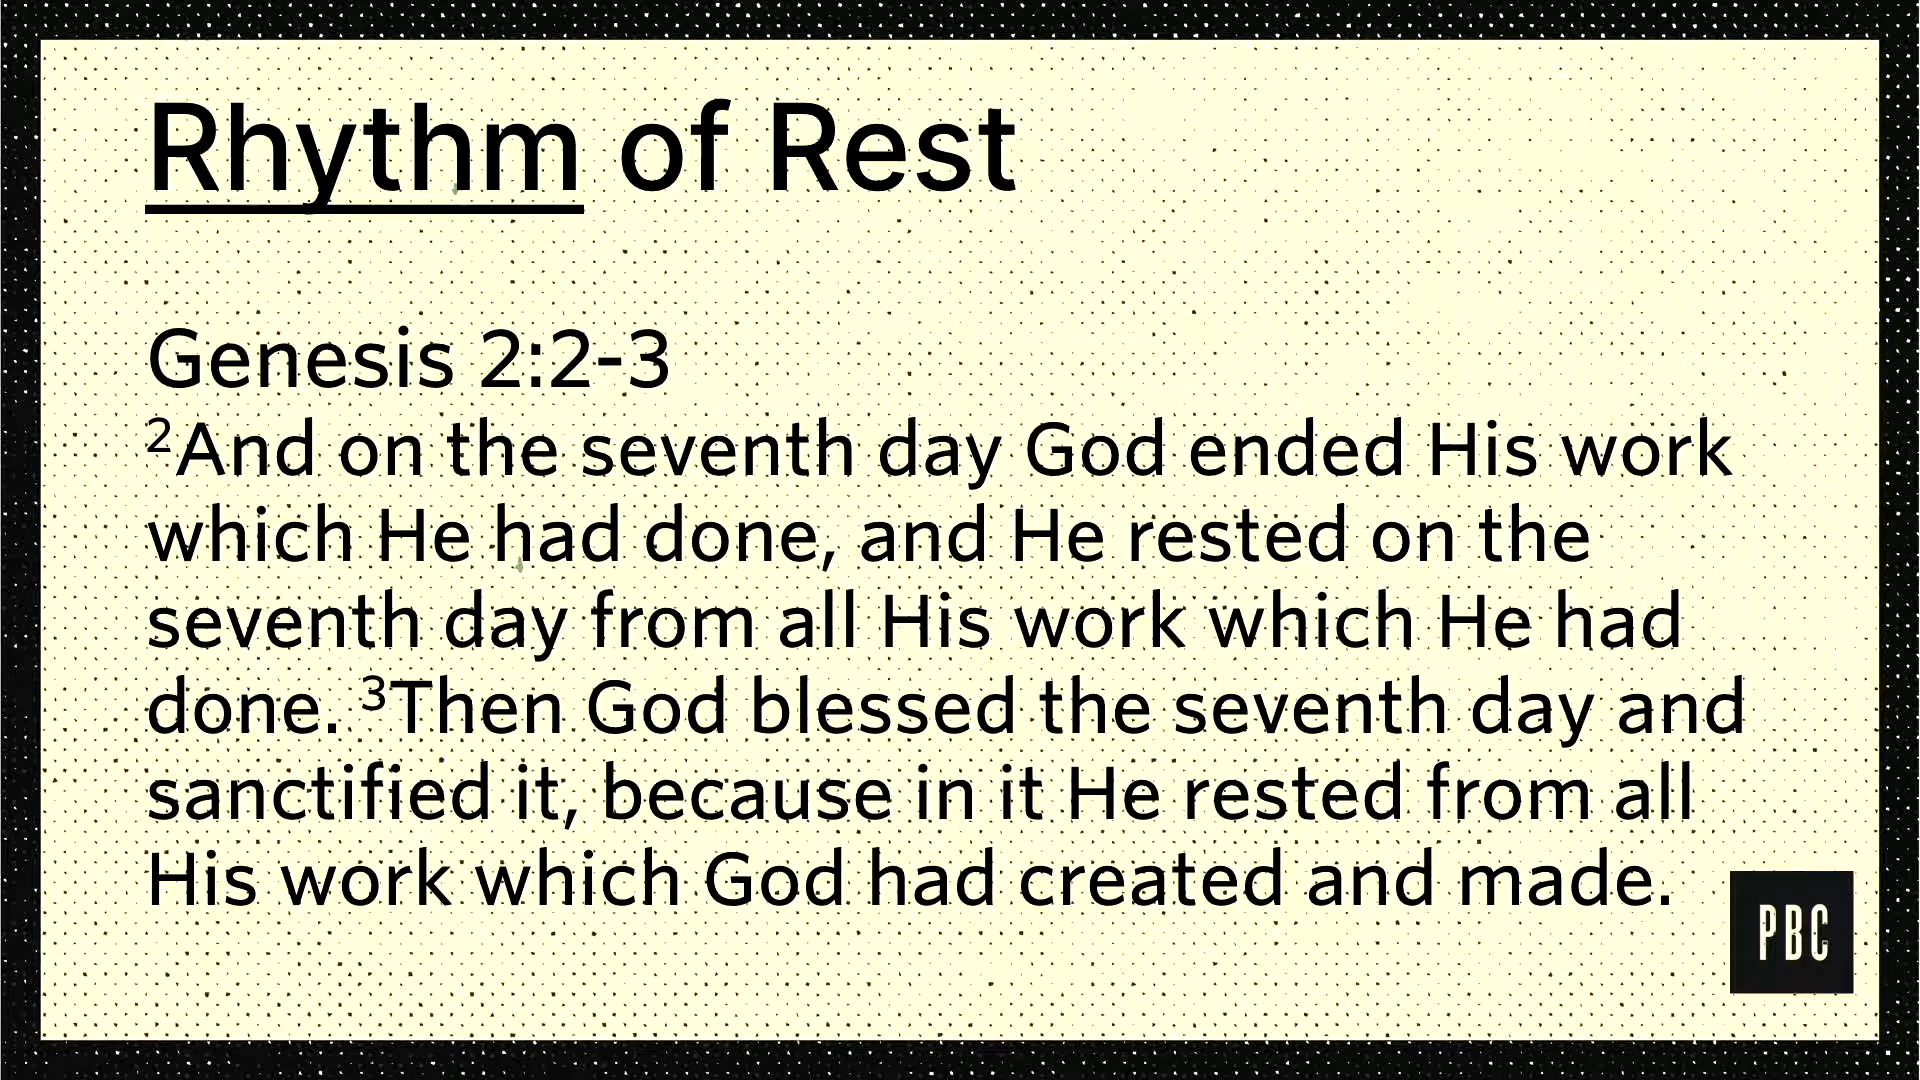 Rhythm of Rest
Genesis 2:2-3
²And on the seventh day God ended His work
which He had done, and He rested on the
seventh day from all His work which He had
done. ³Then God blessed the seventh day and
sanctified it, because in it He rested from all
His work which God had created and made.
PBC